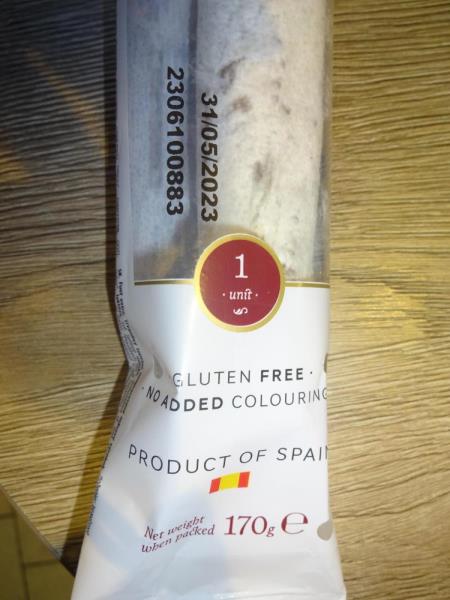 2306100883
31/05/2023
1
· unit ·
GLUTEN FREE ·
· NO ADDED COLOURING
PRODUCT OF SPAIN
Net weight
when packed 170g e